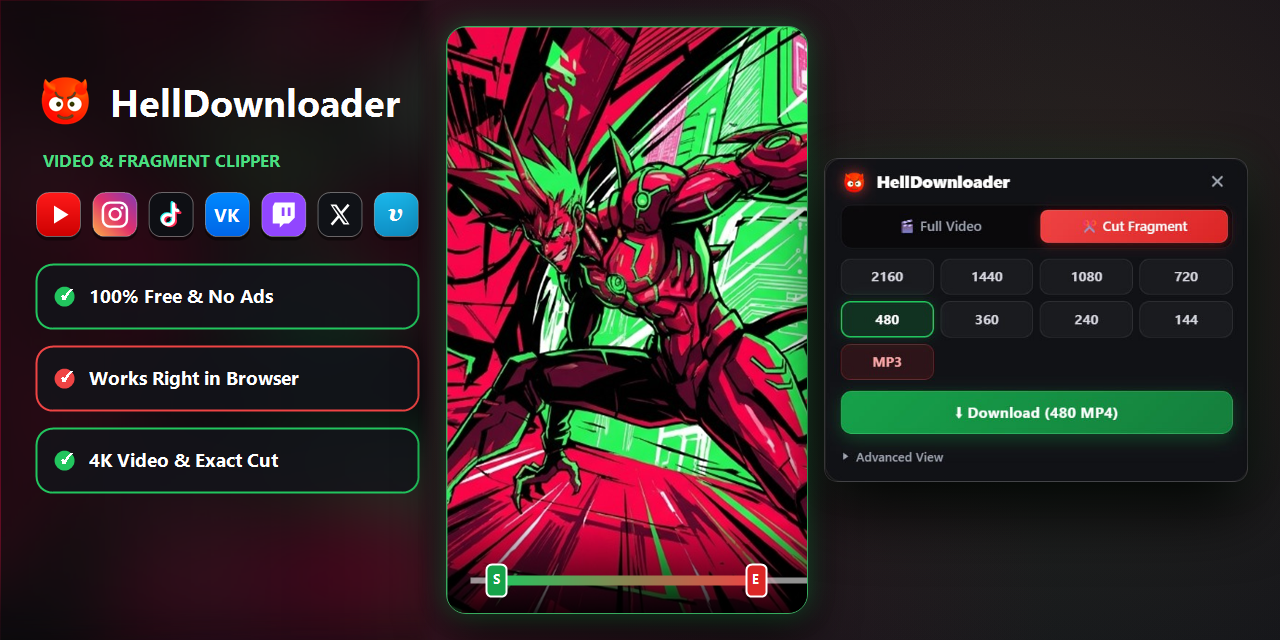 HellDownloader
VIDEO & FRAGMENT CLIPPER
VK
100% Free & No Ads
Works Right in Browser
4K Video & Exact Cut
S
E
HellDownloader
Full Video
Cut Fragment
2160
1440
1080
720
480
360
240
144
MP3
Download (480 MP4)
Advanced View